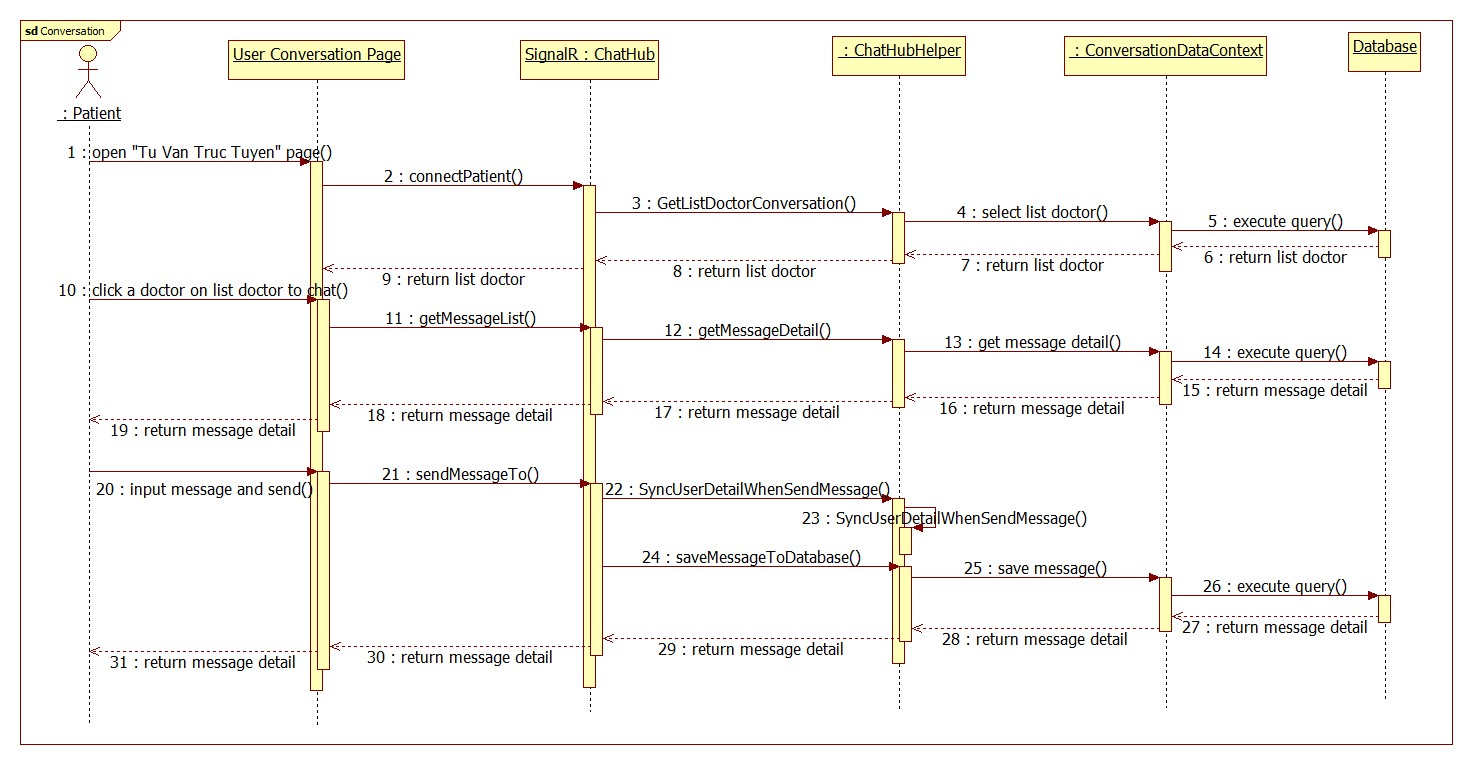 sd Conversation
: Patient
User Conversation Page
SignalR : ChatHub
: ChatHubHelper
: ConversationDataContext
Database
1 : open "Tu Van Truc Tuyen" page()
2 : connectPatient()
3 : GetListDoctorConversation()
4 : select list doctor()
5 : execute query()
6 : return list doctor
7 : return list doctor
8 : return list doctor
9 : return list doctor
10 : click a doctor on list doctor to chat()
11 : getMessageList()
12 : getMessageDetail()
13 : get message detail()
14 : execute query()
15 : return message detail
16 : return message detail
17 : return message detail
18 : return message detail
19 : return message detail
20 : input message and send()
21 : sendMessageTo()
22 : SyncUserDetailWhenSendMessage()
23 : SyncUserDetailWhenSendMessage()
24 : saveMessageToDatabase()
25 : save message()
26 : execute query()
27 : return message detail
28 : return message detail
29 : return message detail
30 : return message detail
31 : return message detail